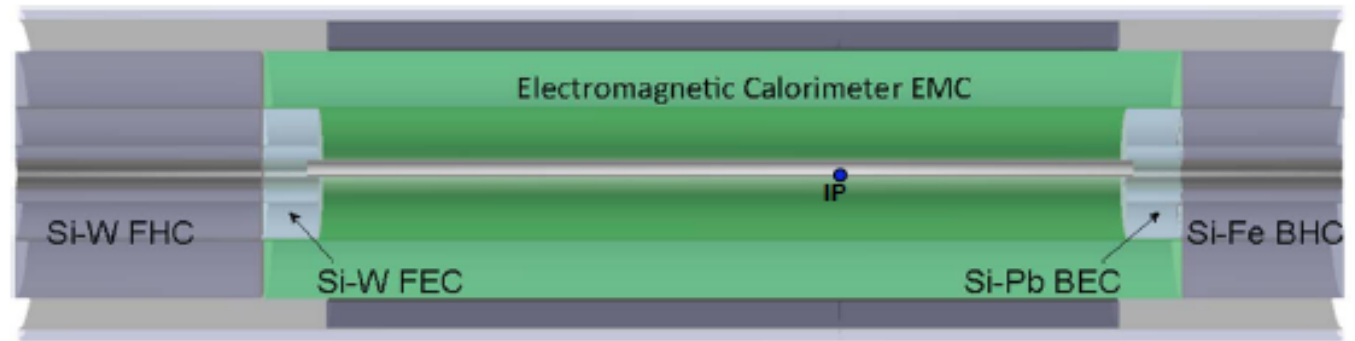 Electromagnetic Calorimeter EMC
IP
Si-W FHC
Si-Fe BHC
Si-W FEC
Si-Pb BEC